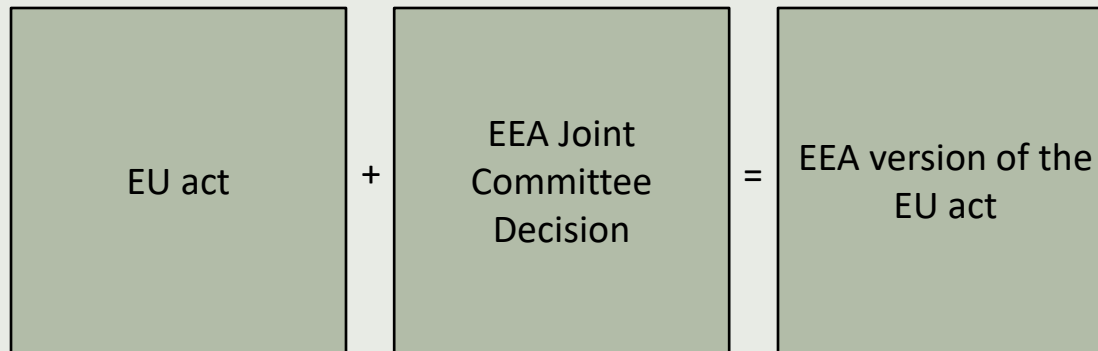 EU act
+
EEA Joint
Committee
Decision
=
EEA version of the
EU act